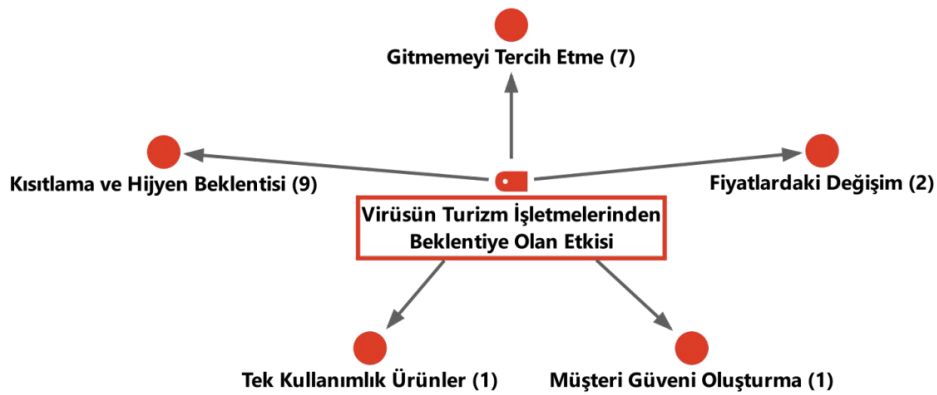 Gitmemeyi Tercih Etme (7)
Kısıtlama ve Hijyen Beklentisi (9)
Fiyatlardaki Değişim (2)
Virüsün Turizm İşletmelerinden
Beklentiye Olan Etkisi
Tek Kullanımlık Ürünler (1)
Müşteri Güveni Oluşturma (1)